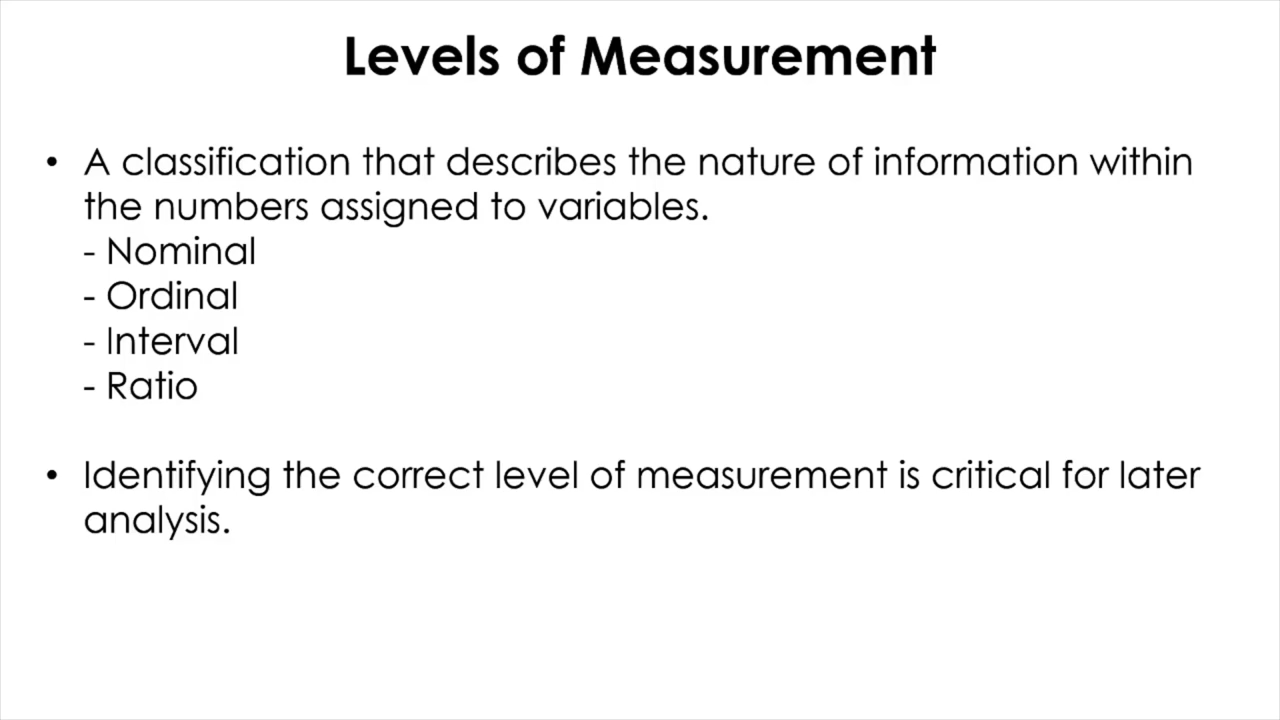 Levels of Measurement
• A classification that describes the nature of information within
the numbers assigned to variables.
- Nominal
- Ordinal
- Interval
- Ratio
• Identifying the correct level of measurement is critical for later
analysis.